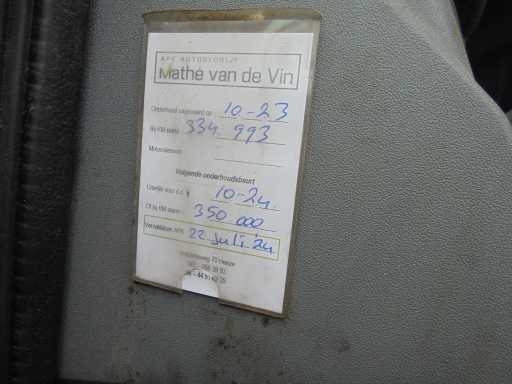 APK AUTOBEDRIJF
Mathé van de Vin
Onderhoud uitgevoerd op : 10-23
Bij KM stand: 334.993
Motoroliesoort:
Volgende onderhoudsbeurt
Uiterlijk voor d.d. 10-24.
Of bij KM stand: 350.000
Vervaldatum APK: 22 Juli '24